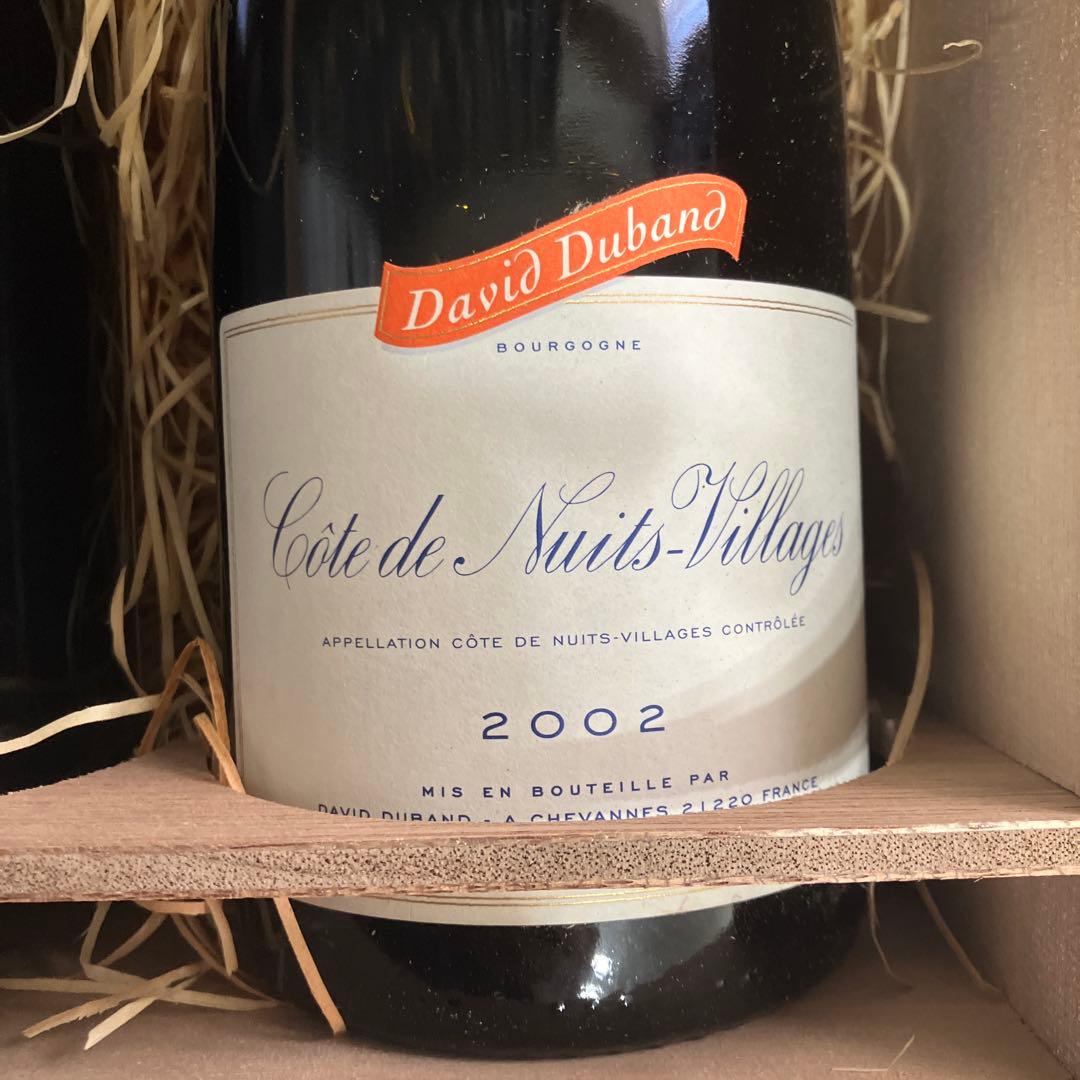 David Duband
BOURGOGNE
Côte de Nuits-Villages
APPELLATION CÔTE DE NUITS-VILLAGES CONTRÔLÉE
2002
MIS EN BOUTEILLE PAR
DAVID DUBAND - A CHEVANNES 21220 FRANCE